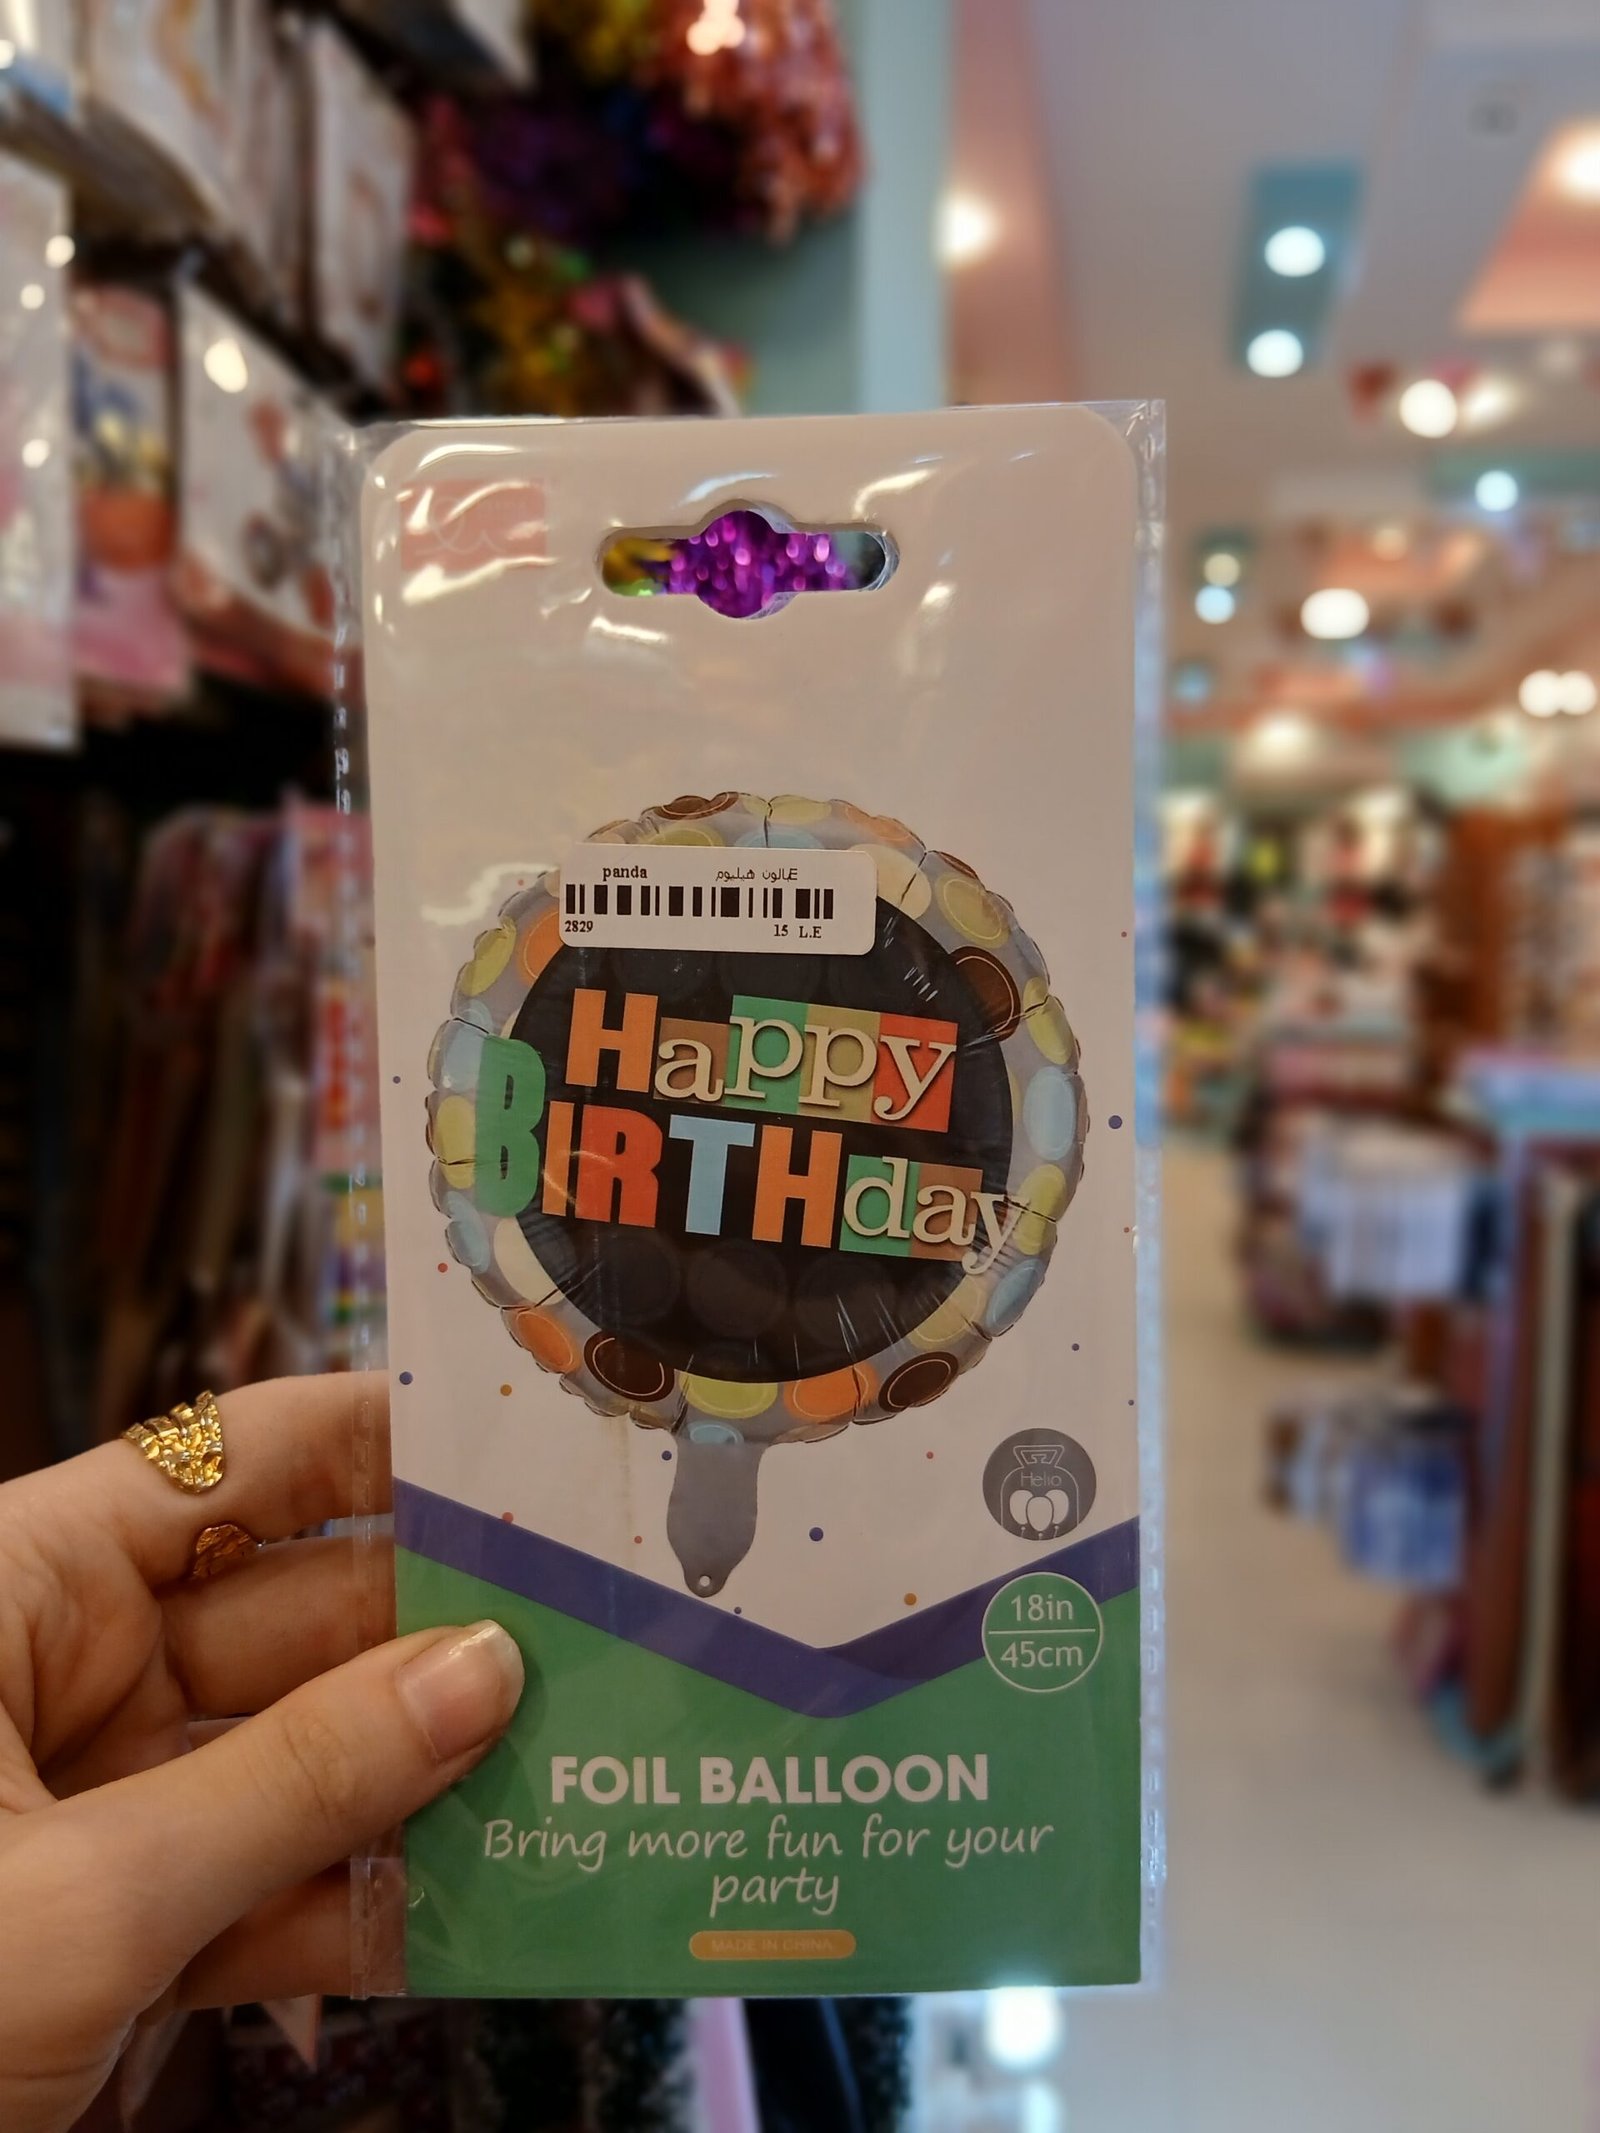 panda بالون هيليوم
2829 15 L.E
Happy
BIRTHday
Helio
18in
45cm
FOIL BALLOON
Bring more fun for your
party
MADE IN CHINA